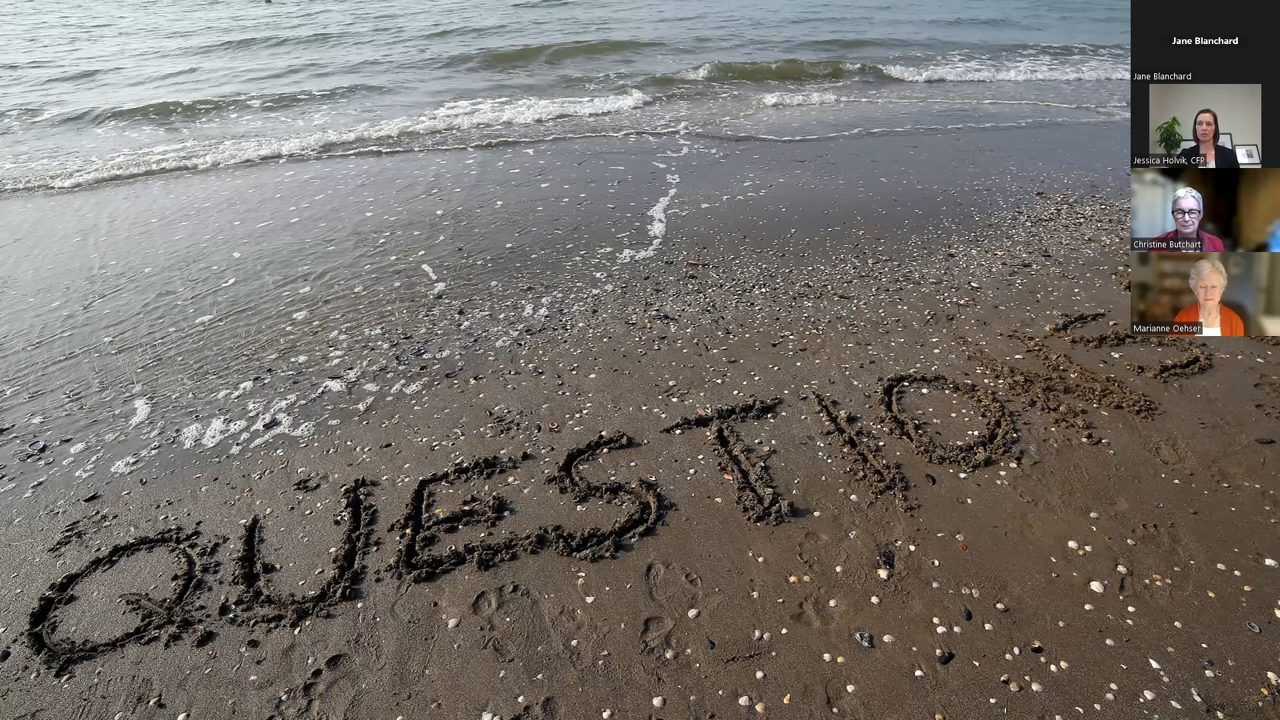 Jane Blanchard
Jane Blanchard
Jessica Holvik, CFP
Christine Butchart
Marianne Oehser
QUESTIONS